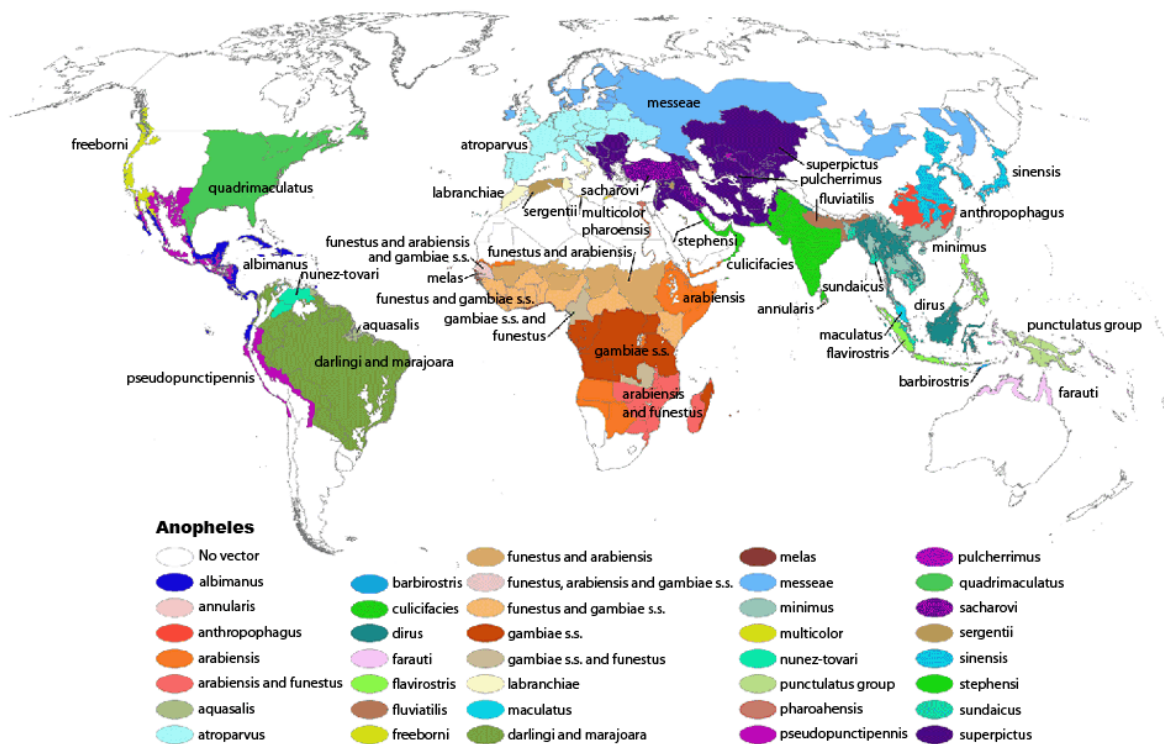 freeborni
quadrimaculatus
albimanus
nunez-tovari
aquasalis
darlingi and marajoara
pseudopunctipennis
messeae
atroparvus
labranchiae
sergentii
sacharovi
multicolor
pharoensis
superpictus
pulcherrimus
fluviatilis
sinensis
anthropophagus
minimus
stephensi
culicifacies
sundaicus
annularis
dirus
maculatus
flavirostris
barbirostris
punctulatus group
farauti
funestus and arabiensis
and gambiae s.s.
melas
funestus and arabiensis
funestus and gambiae s.s.
gambiae s.s. and
funestus
arabiensis
gambiae s.s.
arabiensis
and funestus
Anopheles
No vector
albimanus
annularis
anthropophagus
arabiensis
arabiensis and funestus
aquasalis
atroparvus
barbirostris
culicifacies
dirus
farauti
flavirostris
fluviatilis
freeborni
funestus and arabiensis
funestus, arabiensis and gambiae s.s.
funestus and gambiae s.s.
gambiae s.s.
gambiae s.s. and funestus
labranchiae
maculatus
darlingi and marajoara
melas
messeae
minimus
multicolor
nunez-tovari
punctulatus group
pharoahensis
pseudopunctipennis
pulcherrimus
quadrimaculatus
sacharovi
sergentii
sinensis
stephensi
sundaicus
superpictus